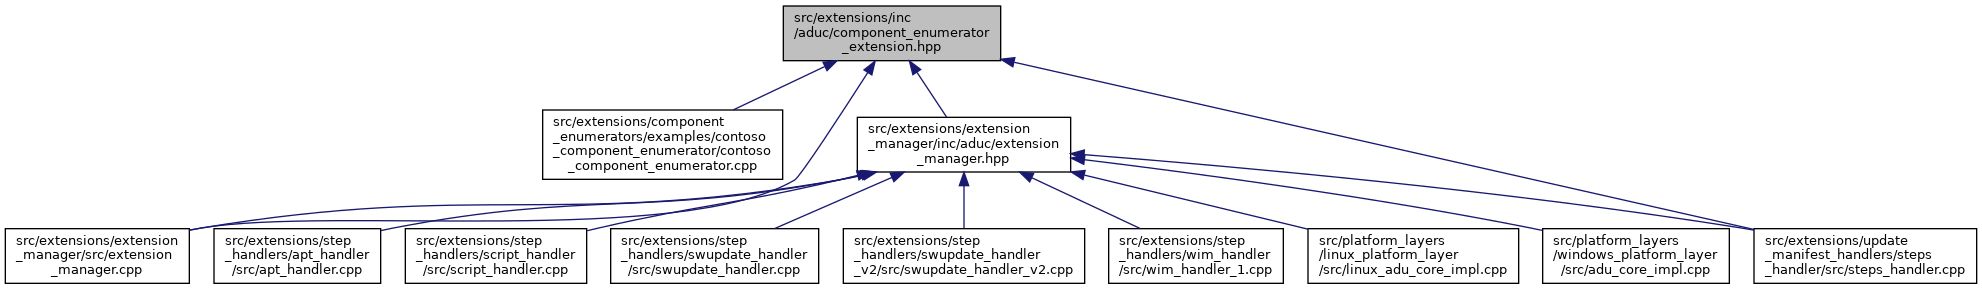 src/extensions/inc
/aduc/component_enumerator
_extension.hpp
src/extensions/component
_enumerators/examples/contoso
_component_enumerator/contoso
_component_enumerator.cpp
src/extensions/extension
_manager/inc/aduc/extension
_manager.hpp
src/extensions/extension
_manager/src/extension
_manager.cpp
src/extensions/step
_handlers/apt_handler
/src/apt_handler.cpp
src/extensions/step
_handlers/script_handler
/src/script_handler.cpp
src/extensions/step
_handlers/swupdate_handler
/src/swupdate_handler.cpp
src/extensions/step
_handlers/swupdate_handler
_v2/src/swupdate_handler_v2.cpp
src/extensions/step
_handlers/wim_handler
/src/wim_handler_1.cpp
src/platform_layers
/linux_platform_layer
/src/linux_adu_core_impl.cpp
src/platform_layers
/windows_platform_layer
/src/adu_core_impl.cpp
src/extensions/update
_manifest_handlers/steps
_handler/src/steps_handler.cpp